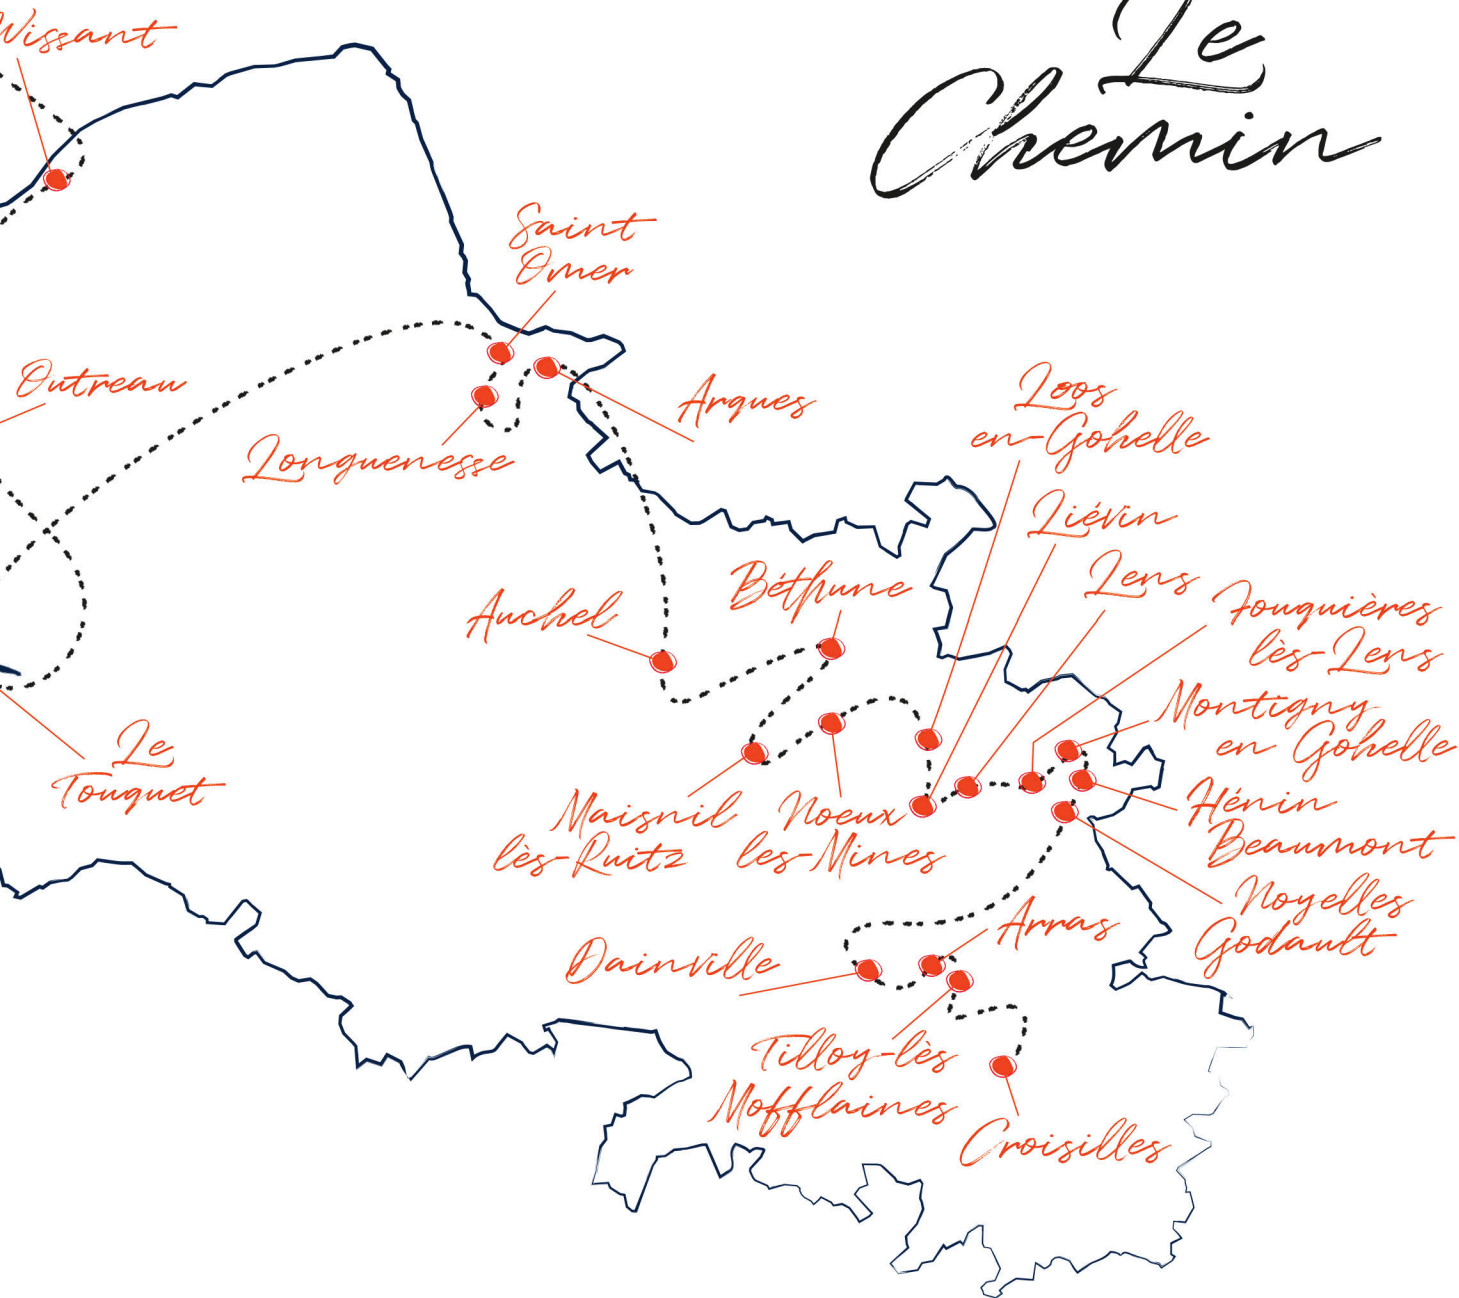 Le
Chemin
Wissant
Saint
Omer
Outreau
Arques
Longuenesse
Loos
en-Gohelle
Liévin
Lens
Béthune
Auchel
Fouquières
lès-Lens
Montigny
en Gohelle
Le
Touquet
Maisnil
lès-Ruitz
Noeux
les-Mines
Hénin
Beaumont
Noyelles
Godault
Arras
Dainville
Tilloy-lès
Mofflaines
Croisilles